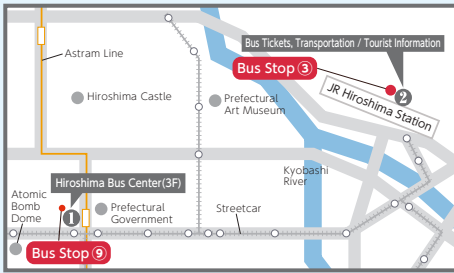 Astram Line
Bus Tickets, Transportation / Tourist Information
Bus Stop ③
2
JR Hiroshima Station
Hiroshima Castle
Prefectural
Art Museum
Kyobashi
River
Hiroshima Bus Center(3F)
Atomic
Bomb
Dome
1
Prefectural
Government
Streetcar
Bus Stop ⑨